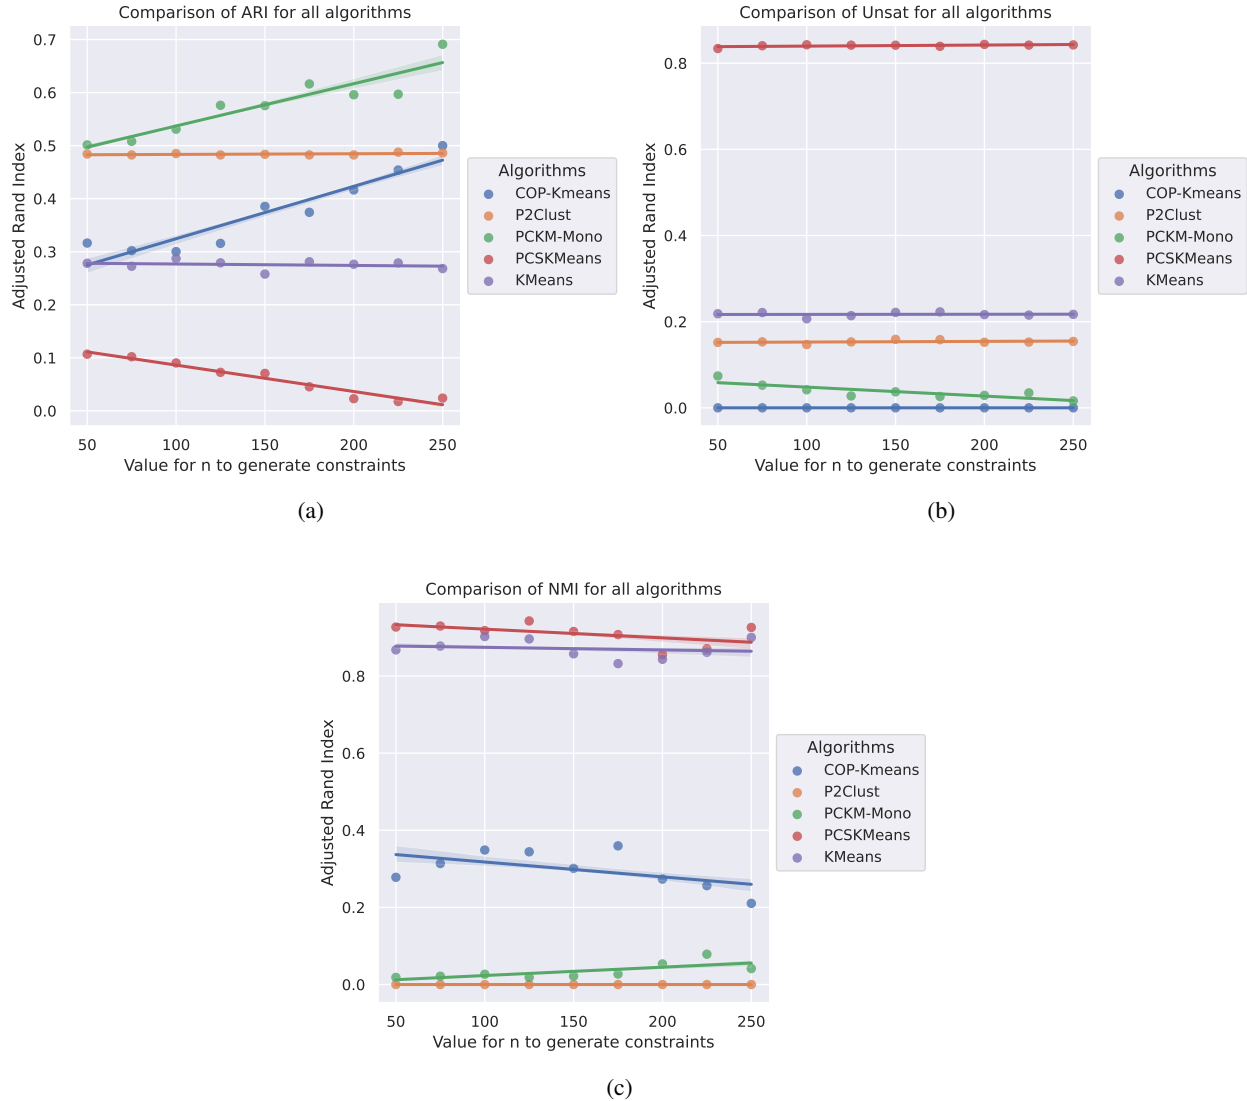 Comparison of ARI for all algorithms
0.7
0.6
0.5
0.4
0.3
0.2
0.1
0.0
Adjusted Rand Index
50 100 150 200 250
Value for n to generate constraints
Algorithms
COP-Kmeans
P2Clust
PCKM-Mono
PCSKMeans
KMeans
(a)
Comparison of Unsat for all algorithms
0.8
0.6
0.4
0.2
0.0
Adjusted Rand Index
50 100 150 200 250
Value for n to generate constraints
Algorithms
COP-Kmeans
P2Clust
PCKM-Mono
PCSKMeans
KMeans
(b)
Comparison of NMI for all algorithms
0.8
0.6
0.4
0.2
0.0
Adjusted Rand Index
50 100 150 200 250
Value for n to generate constraints
Algorithms
COP-Kmeans
P2Clust
PCKM-Mono
PCSKMeans
KMeans
(c)